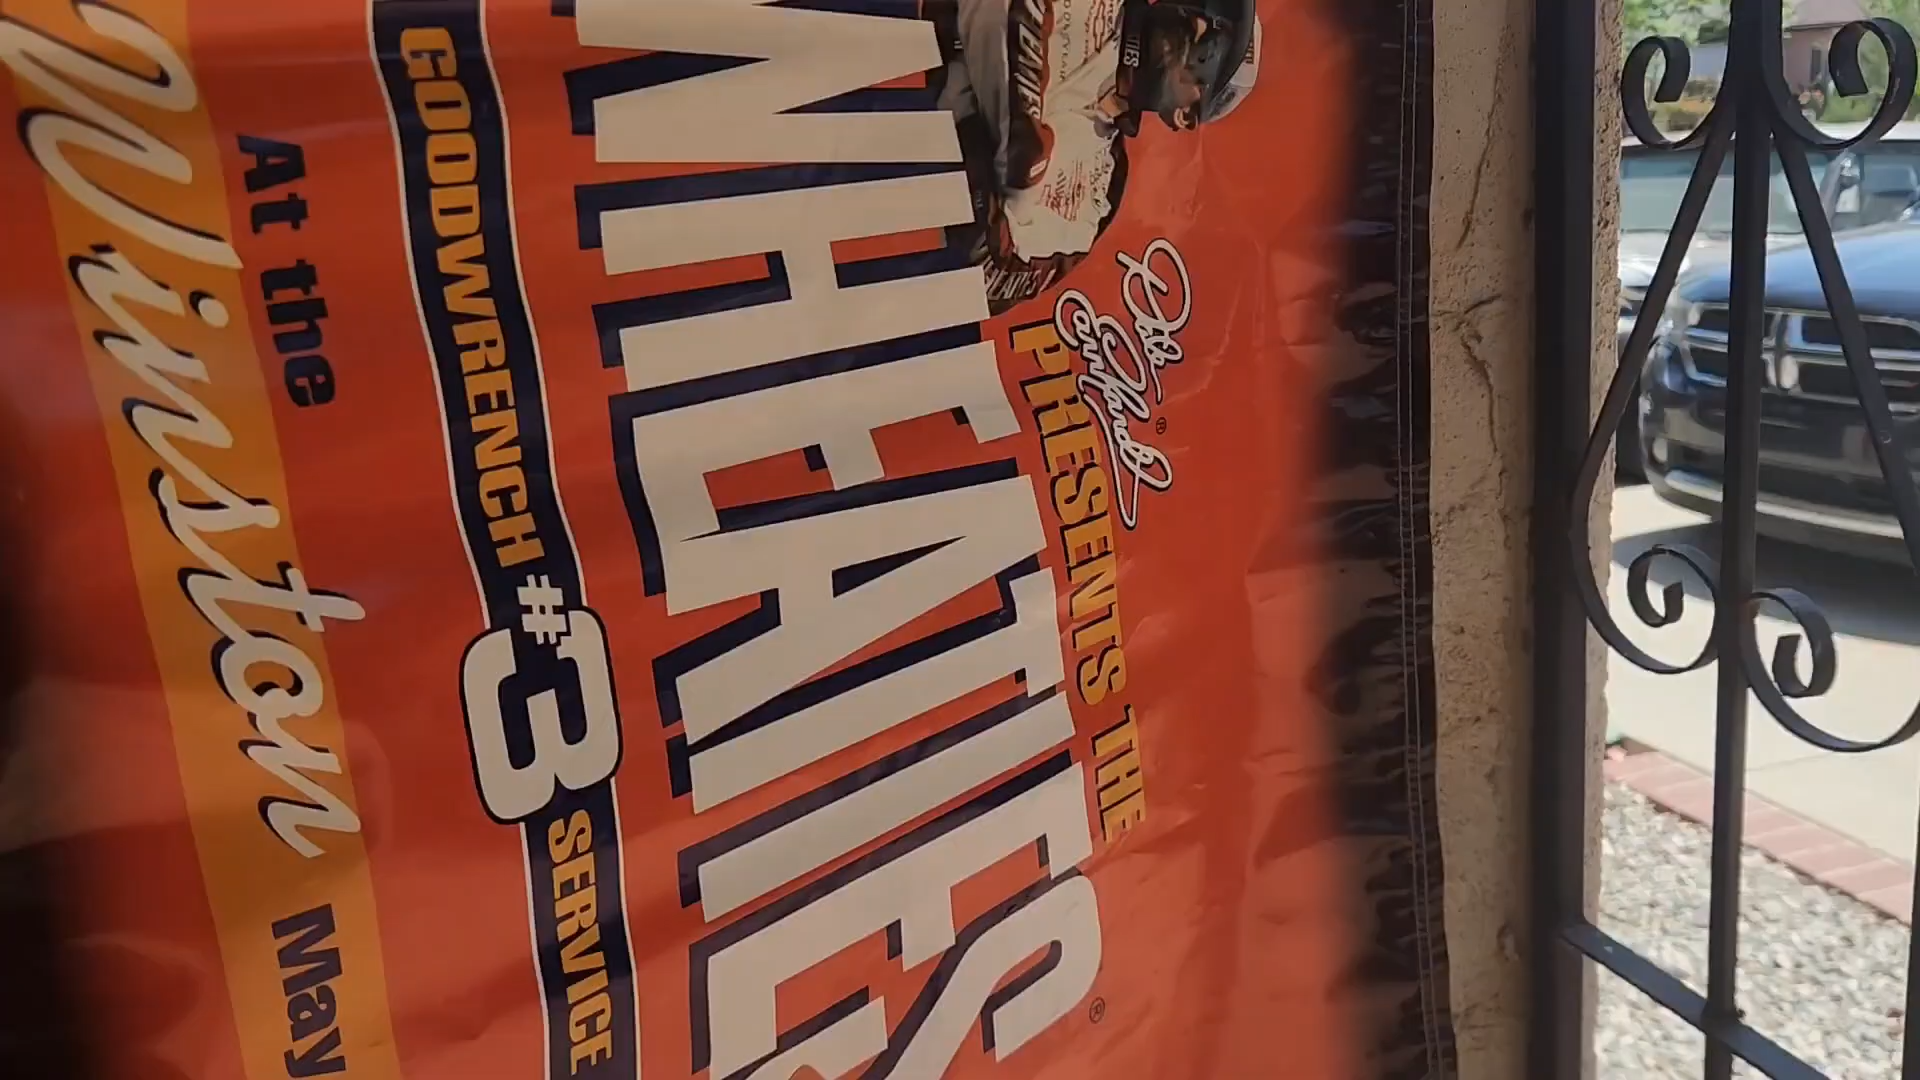 Dale Earnhardt®
PRESENTS THE
WHEATIES®
GOODWRENCH #3 SERVICE
At the
Winston May